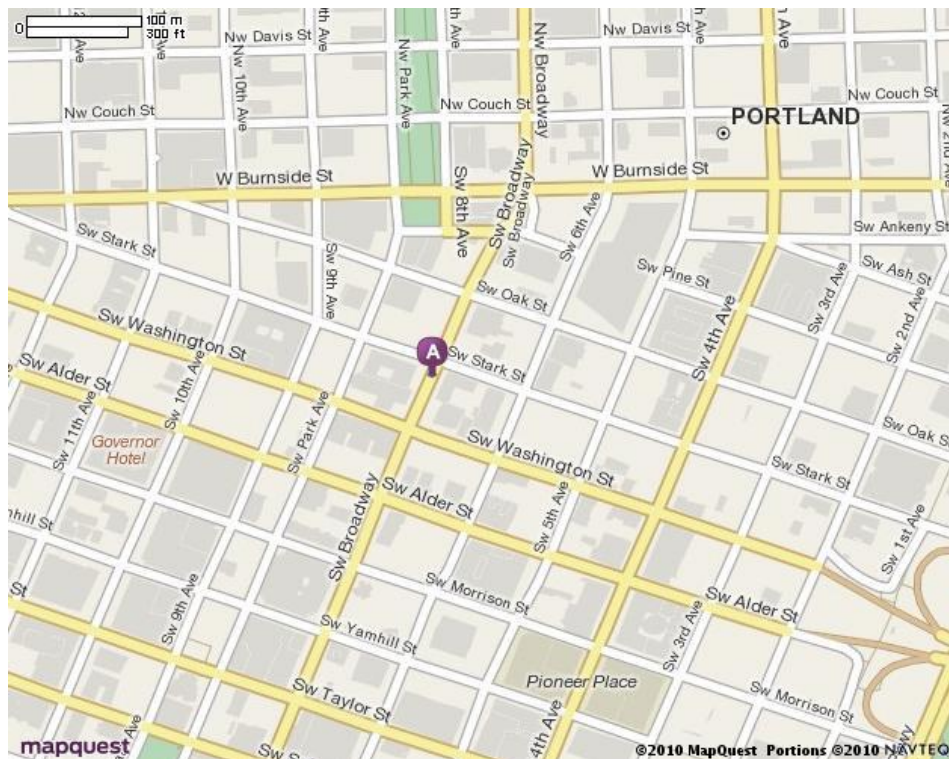 0
100 m
300 ft
Nw Davis St
Nw Davis St
Nw 10th Ave
Nw Park Ave
Nw Broadway
Nw Couch St
Nw Couch St
Nw Couch St
PORTLAND
W Burnside St
W Burnside St
Sw 8th Ave
Sw Broadway
Sw Broadway
Sw 6th Ave
Sw Ankeny St
Sw Stark St
Sw 9th Ave
Sw Pine St
Sw Ash St
Sw 3rd Ave
Sw 2nd Ave
Sw Oak St
Sw Washington St
Sw 4th Ave
A
Sw Stark St
Sw Alder St
Sw 10th Ave
Sw 11th Ave
Sw Park Ave
Governor
Hotel
Sw Oak St
Sw Washington St
Sw Stark St
Sw Alder St
Sw 5th Ave
Sw Broadway
Sw 1st Ave
mhill St
Sw Morrison St
Sw Alder St
St
Sw 9th Ave
Sw Yamhill St
Sw 3rd Ave
Pioneer Place
Sw Taylor St
Sw Morrison St
4th Ave
mapquest
©2010 MapQuest Portions ©2010 NAVTEQ